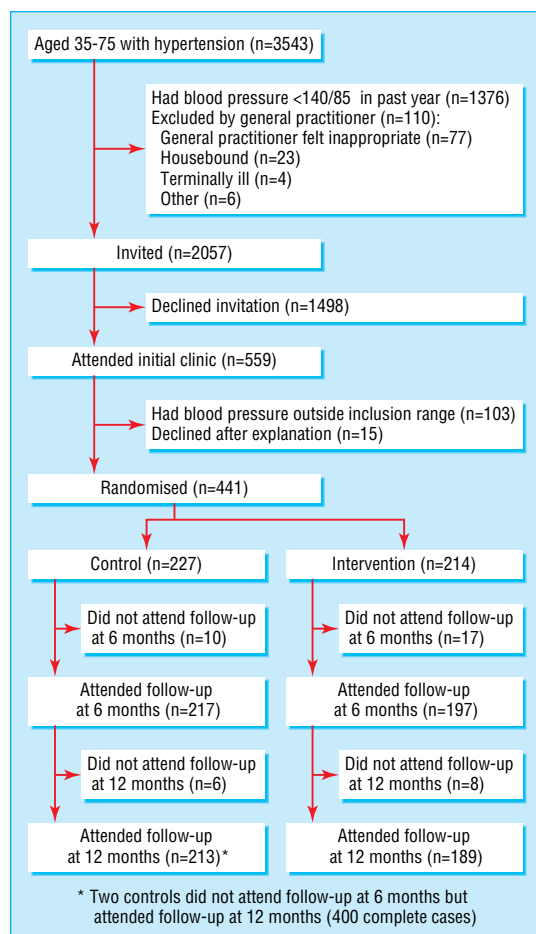 Aged 35-75 with hypertension (n=3543)
Had blood pressure <140/85 in past year (n=1376)
Excluded by general practitioner (n=110):
General practitioner felt inappropriate (n=77)
Housebound (n=23)
Terminally ill (n=4)
Other (n=6)
Invited (n=2057)
Declined invitation (n=1498)
Attended initial clinic (n=559)
Had blood pressure outside inclusion range (n=103)
Declined after explanation (n=15)
Randomised (n=441)
Control (n=227)
Intervention (n=214)
Did not attend follow-up
at 6 months (n=10)
Did not attend follow-up
at 6 months (n=17)
Attended follow-up
at 6 months (n=217)
Attended follow-up
at 6 months (n=197)
Did not attend follow-up
at 12 months (n=6)
Did not attend follow-up
at 12 months (n=8)
Attended follow-up
at 12 months (n=213)*
Attended follow-up
at 12 months (n=189)
* Two controls did not attend follow-up at 6 months but
attended follow-up at 12 months (400 complete cases)